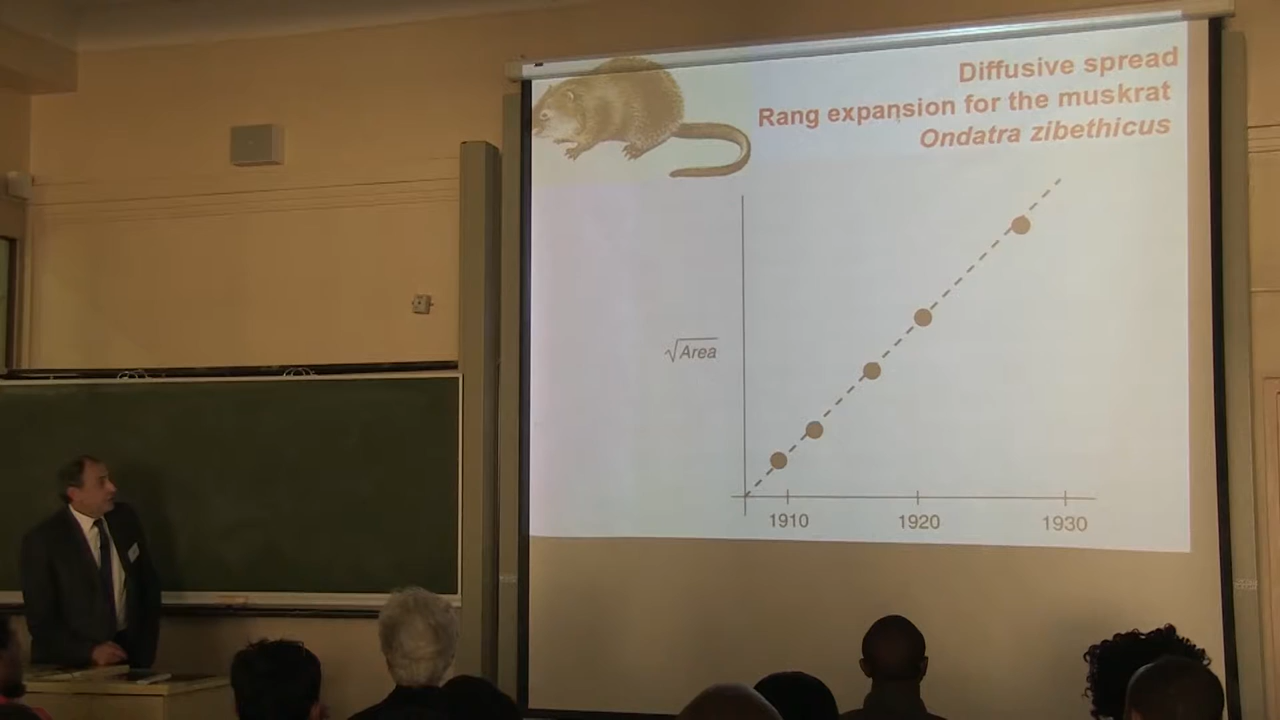 Diffusive spread
Rang expansion for the muskrat
Ondatra zibethicus
√Area
1910
1920
1930